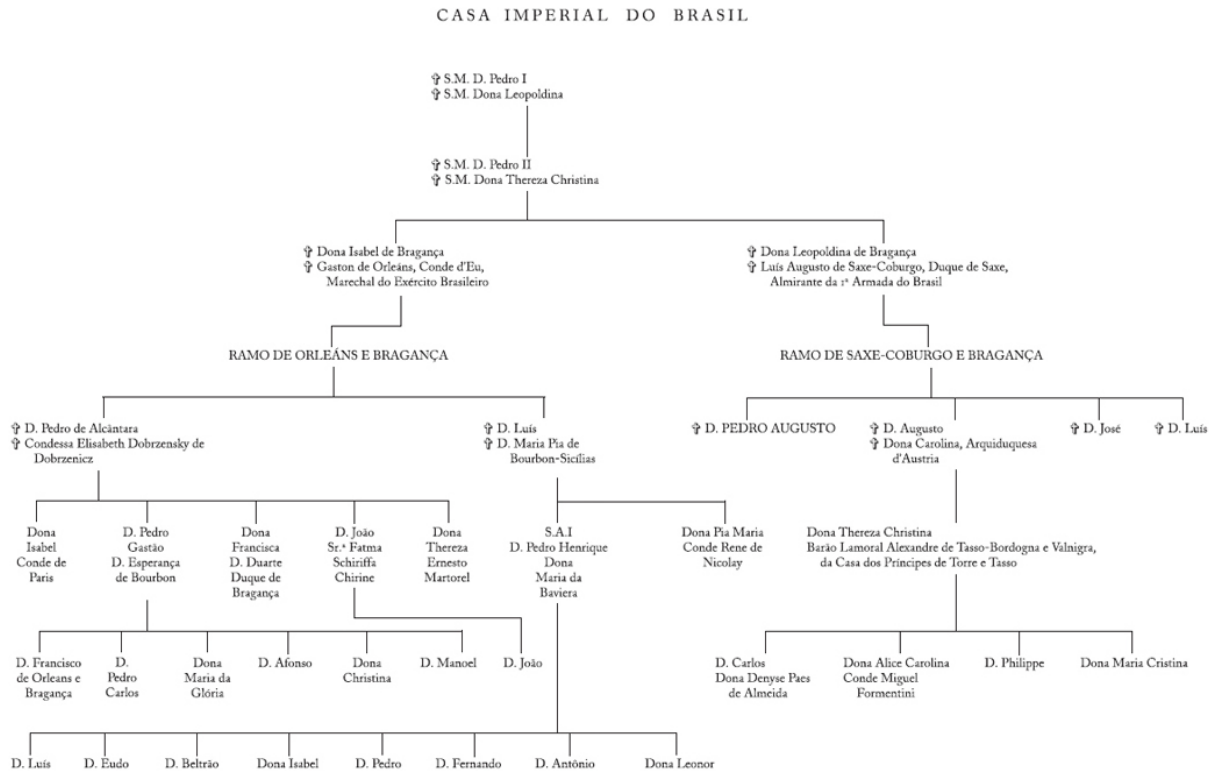 CASA IMPERIAL DO BRASIL
✞ S.M. D. Pedro I
✞ S.M. Dona Leopoldina
✞ S.M. D. Pedro II
✞ S.M. Dona Thereza Christina
✞ Dona Isabel de Bragança
✞ Gaston de Orleáns, Conde d'Eu,
Marechal do Exército Brasileiro
✞ Dona Leopoldina de Bragança
✞ Luís Augusto de Saxe-Coburgo, Duque de Saxe,
Almirante da 1ª Armada do Brasil
RAMO DE ORLEÁNS E BRAGANÇA
RAMO DE SAXE-COBURGO E BRAGANÇA
✞ D. Pedro de Alcântara
✞ Condessa Elisabeth Dobrzensky de
Dobrzenicz
✞ D. Luís
✞ D. Maria Pia de
Bourbon-Sicílias
✞ D. PEDRO AUGUSTO
✞ D. Augusto
✞ Dona Carolina, Arquiduquesa
d'Austria
✞ D. José
✞ D. Luís
Dona
Isabel
Conde de
Paris
D. Pedro
Gastão
D. Esperança
de Bourbon
Dona
Francisca
D. Duarte
Duque de
Bragança
D. João
Sr.ª Fatma
Schiriffa
Chirine
Dona
Thereza
Ernesto
Martorel
S.A.I
D. Pedro Henrique
Dona
Maria da
Baviera
Dona Pia Maria
Conde Rene de
Nicolay
Dona Thereza Christina
Barão Lamoral Alexandre de Tasso-Bordogna e Valnigra,
da Casa dos Príncipes de Torre e Tasso
D. Francisco
de Orleans e
Bragança
D.
Pedro
Carlos
Dona
Maria da
Glória
D. Afonso
Dona
Christina
D. Manoel
D. João
D. Carlos
Dona Denyse Paes
de Almeida
Dona Alice Carolina
Conde Miguel
Formentini
D. Philippe
Dona Maria Cristina
D. Luís
D. Eudo
D. Beltrão
Dona Isabel
D. Pedro
D. Fernando
D. Antônio
Dona Leonor